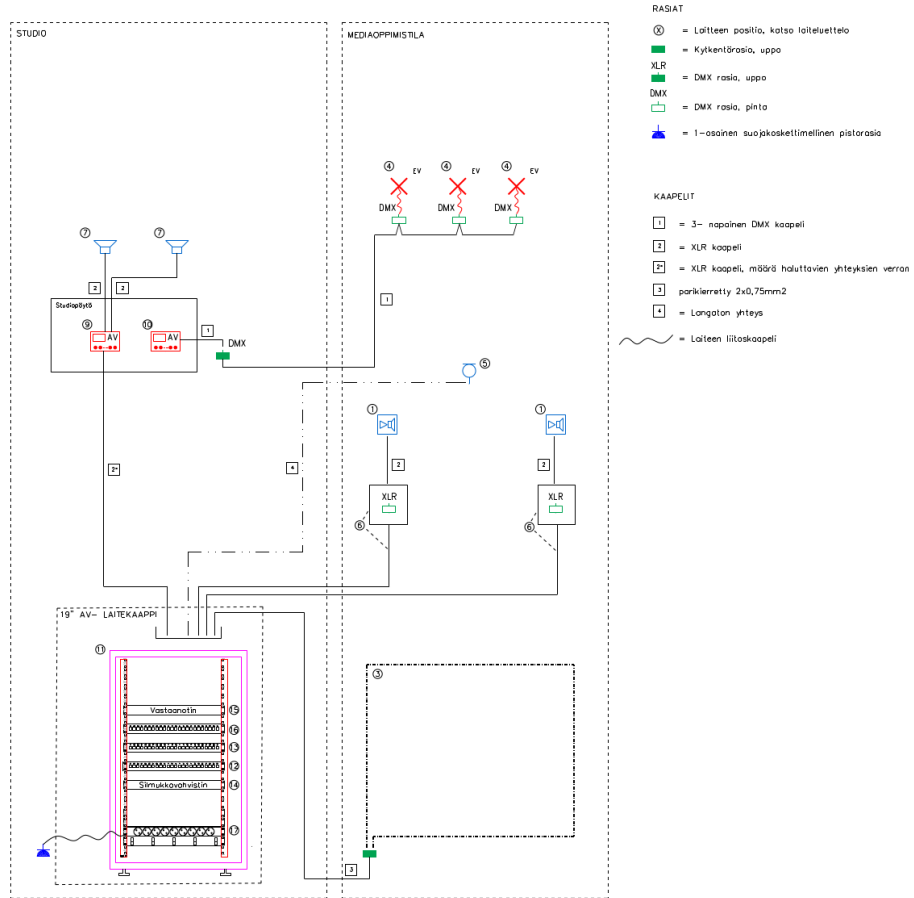 STUDIO
MEDIAOPPIMISTILA
4 EV 4 EV 4 EV
DMX DMX DMX
7 7
2 2
1
Studiopöytä
9 AV 10 AV
1
DMX
5
1 1
2* 4 2 2
XLR XLR
6 6
19" AV- LAITEKAAPPI
11
3
Vastaanotin 15
16
13
12
Silmukkavahvistin 14
17
3
RASIAT
X = Laitteen positio, katso laiteluettelo
= Kytkentärasia, uppo
XLR
= DMX rasia, uppo
DMX
= DMX rasia, pinta
= 1-osainen suojakoskettimellinen pistorasia
KAAPELIT
1 = 3- napainen DMX kaapeli
2 = XLR kaapeli
2* = XLR kaapeli, määrä haluttavien yhteyksien verran
3 parikierretty 2x0,75mm2
4 = Langaton yhteys
= Laiteen liitoskaapeli